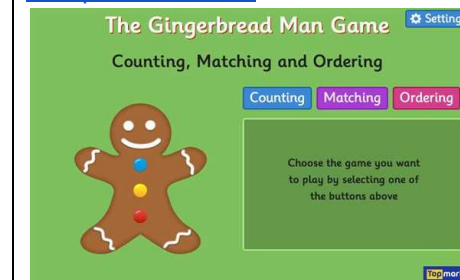 The Gingerbread Man Game
Setting
Counting, Matching and Ordering
Counting
Matching
Ordering
Choose the game you want
to play by selecting one of
the buttons above
Topmar